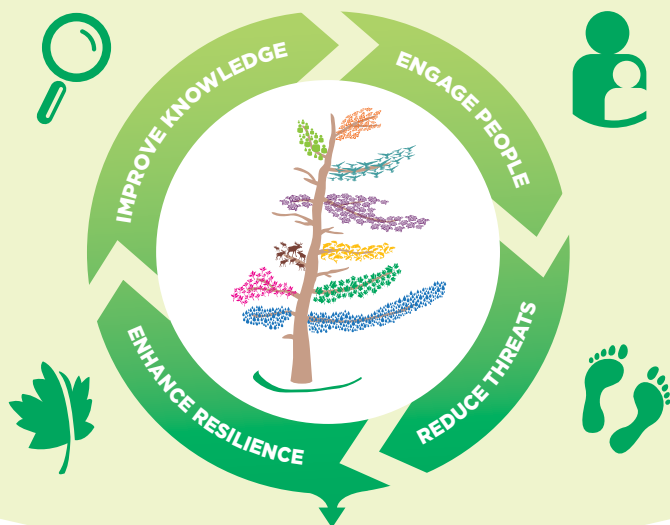 IMPROVE KNOWLEDGE
ENGAGE PEOPLE
REDUCE THREATS
ENHANCE RESILIENCE